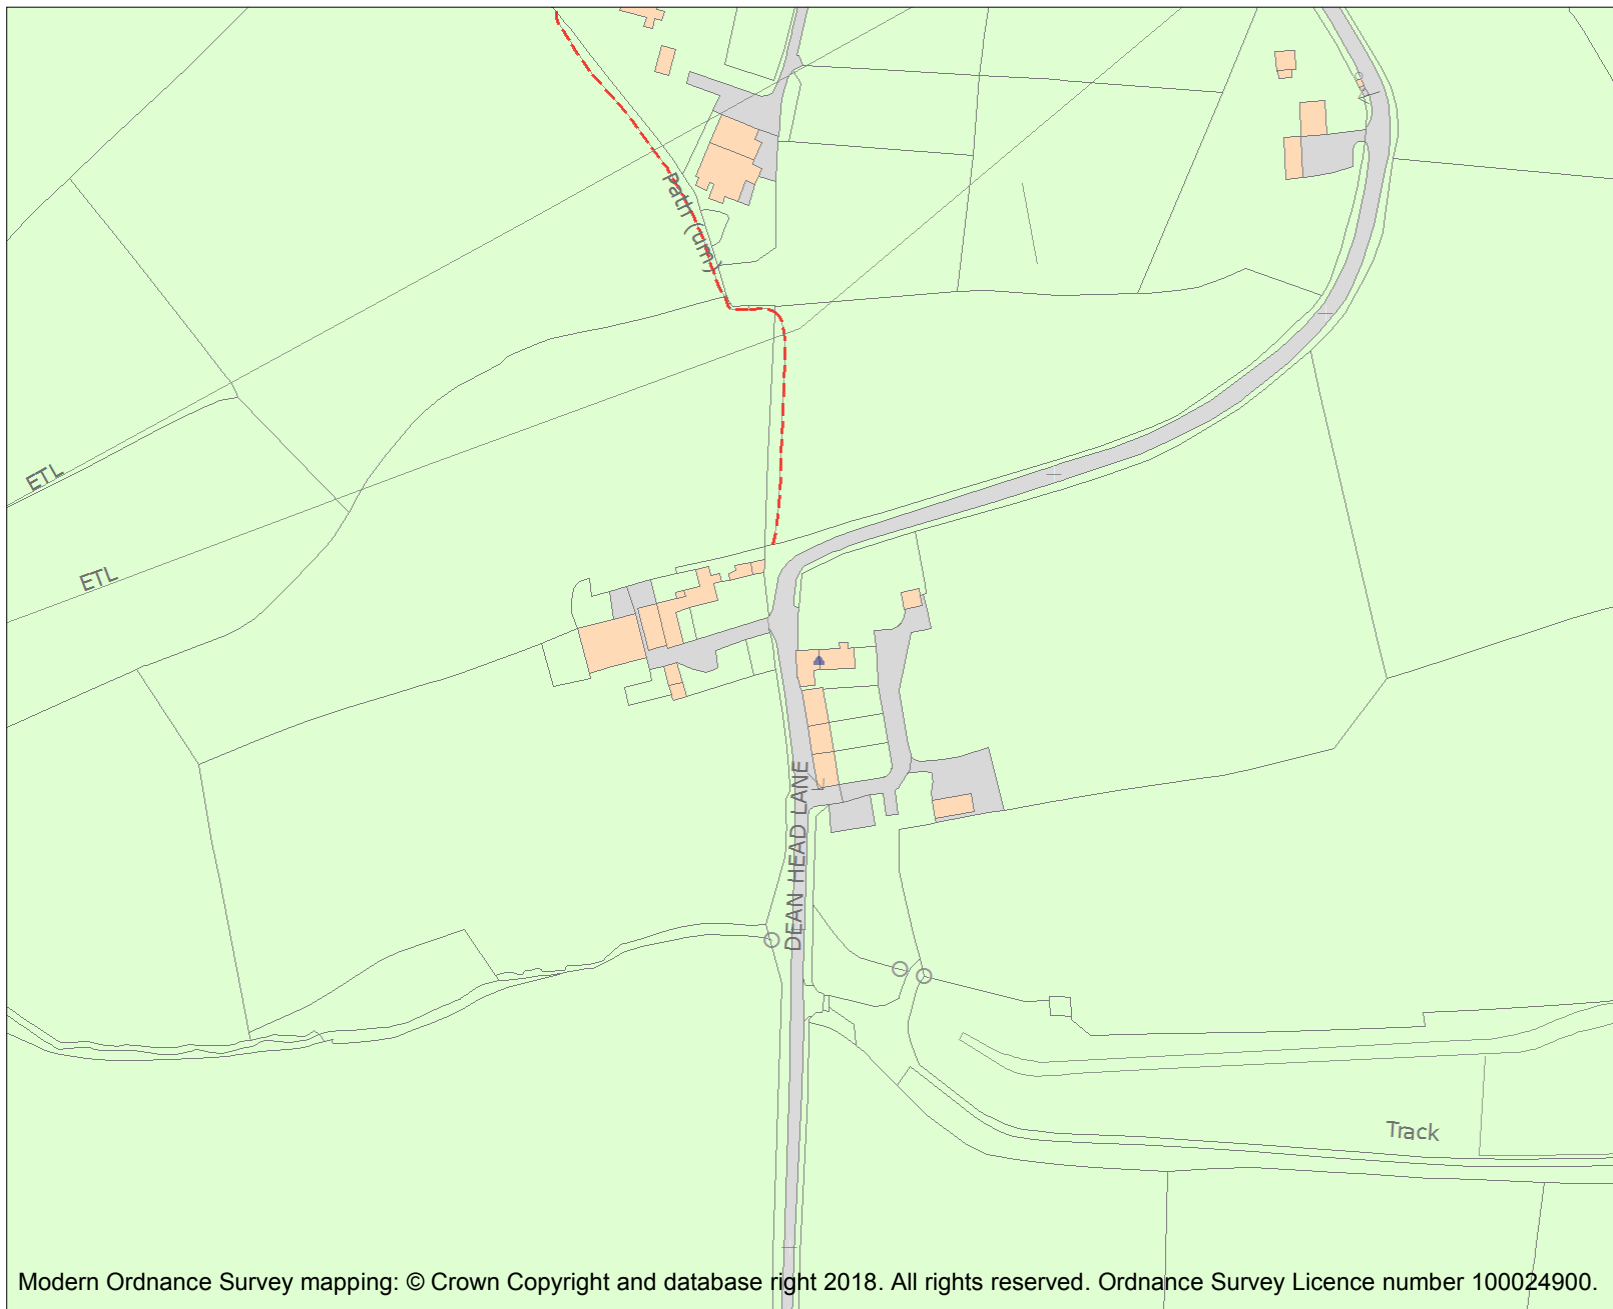 Path (um)
ETL
ETL
DEAN HEAD LANE
Track
Modern Ordnance Survey mapping: © Crown Copyright and database right 2018. All rights reserved. Ordnance Survey Licence number 100024900.